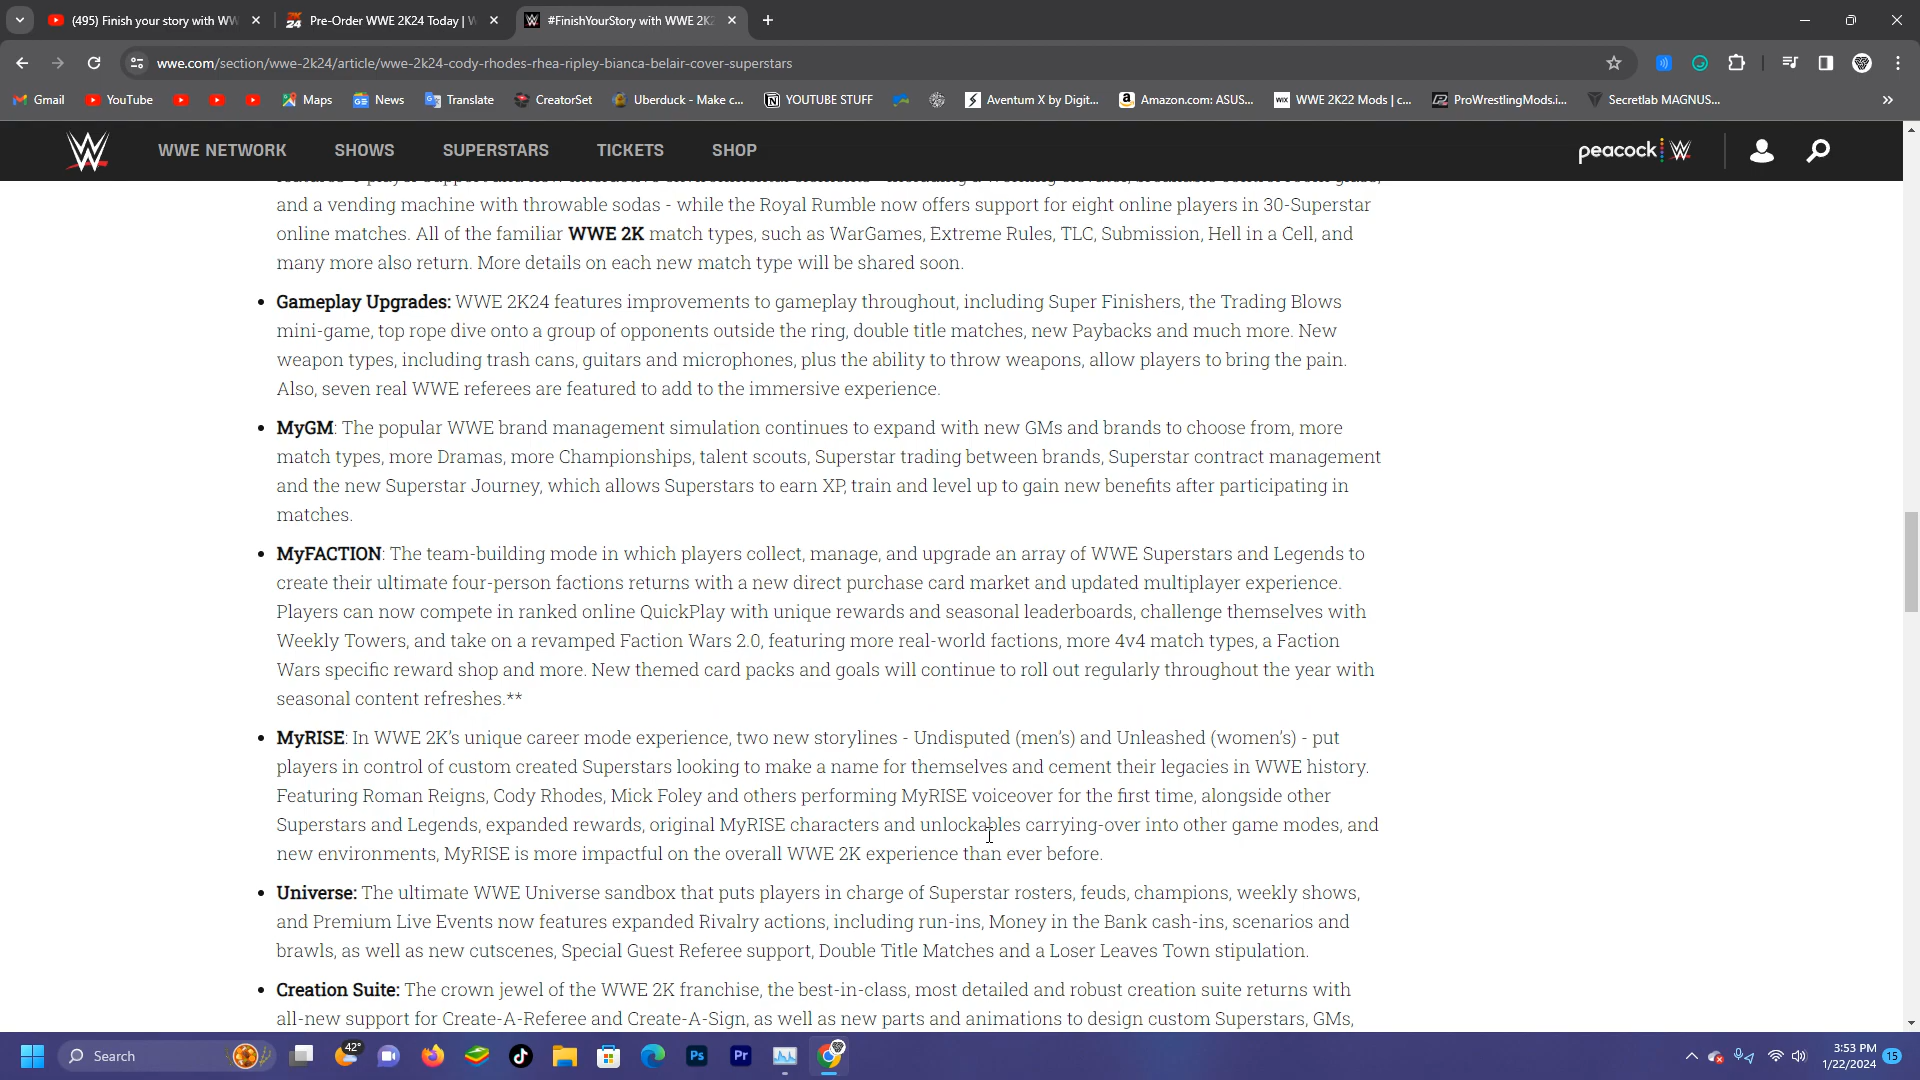 (495) Finish your story with WW
Pre-Order WWE 2K24 Today | W
#FinishYourStory with WWE 2K2
wwe.com/section/wwe-2k24/article/wwe-2k24-cody-rhodes-rhea-ripley-bianca-belair-cover-superstars
Gmail YouTube Maps News Translate CreatorSet Uberduck - Make c... YOUTUBE STUFF Aventum X by Digit... Amazon.com: ASUS... WWE 2K22 Mods | c... ProWrestlingMods.i... Secretlab MAGNUS...
WWE NETWORK SHOWS SUPERSTARS TICKETS SHOP peacock
and a vending machine with throwable sodas - while the Royal Rumble now offers support for eight online players in 30-Superstar
online matches. All of the familiar WWE 2K match types, such as WarGames, Extreme Rules, TLC, Submission, Hell in a Cell, and
many more also return. More details on each new match type will be shared soon.
• Gameplay Upgrades: WWE 2K24 features improvements to gameplay throughout, including Super Finishers, the Trading Blows
mini-game, top rope dive onto a group of opponents outside the ring, double title matches, new Paybacks and much more. New
weapon types, including trash cans, guitars and microphones, plus the ability to throw weapons, allow players to bring the pain.
Also, seven real WWE referees are featured to add to the immersive experience.
• MyGM: The popular WWE brand management simulation continues to expand with new GMs and brands to choose from, more
match types, more Dramas, more Championships, talent scouts, Superstar trading between brands, Superstar contract management
and the new Superstar Journey, which allows Superstars to earn XP, train and level up to gain new benefits after participating in
matches.
• MyFACTION: The team-building mode in which players collect, manage, and upgrade an array of WWE Superstars and Legends to
create their ultimate four-person factions returns with a new direct purchase card market and updated multiplayer experience.
Players can now compete in ranked online QuickPlay with unique rewards and seasonal leaderboards, challenge themselves with
Weekly Towers, and take on a revamped Faction Wars 2.0, featuring more real-world factions, more 4v4 match types, a Faction
Wars specific reward shop and more. New themed card packs and goals will continue to roll out regularly throughout the year with
seasonal content refreshes.**
• MyRISE: In WWE 2K’s unique career mode experience, two new storylines - Undisputed (men’s) and Unleashed (women’s) - put
players in control of custom created Superstars looking to make a name for themselves and cement their legacies in WWE history.
Featuring Roman Reigns, Cody Rhodes, Mick Foley and others performing MyRISE voiceover for the first time, alongside other
Superstars and Legends, expanded rewards, original MyRISE characters and unlockables carrying-over into other game modes, and
new environments, MyRISE is more impactful on the overall WWE 2K experience than ever before.
• Universe: The ultimate WWE Universe sandbox that puts players in charge of Superstar rosters, feuds, champions, weekly shows,
and Premium Live Events now features expanded Rivalry actions, including run-ins, Money in the Bank cash-ins, scenarios and
brawls, as well as new cutscenes, Special Guest Referee support, Double Title Matches and a Loser Leaves Town stipulation.
• Creation Suite: The crown jewel of the WWE 2K franchise, the best-in-class, most detailed and robust creation suite returns with
all-new support for Create-A-Referee and Create-A-Sign, as well as new parts and animations to design custom Superstars, GMs,
Search 42° Ps Pr 3:53 PM
1/22/2024 15